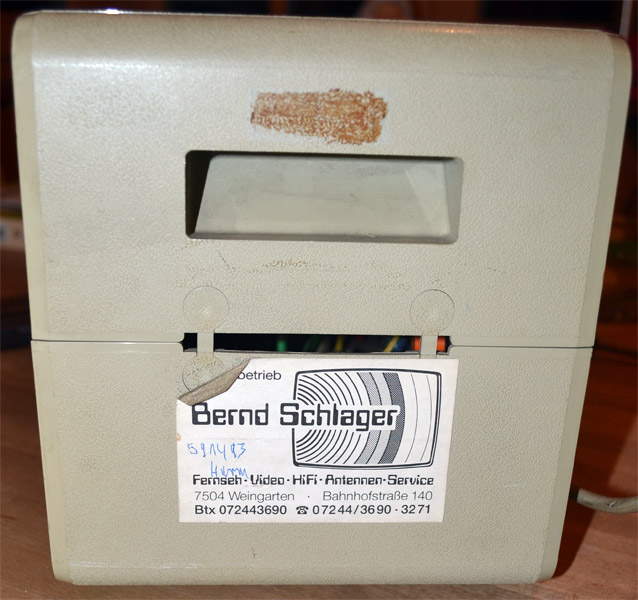 betrieb
Bernd Schlager
Fernseh · Video · HiFi · Antennen · Service
7504 Weingarten · Bahnhofstraße 140
Btx 072443690 ☎ 07244/3690 · 3271